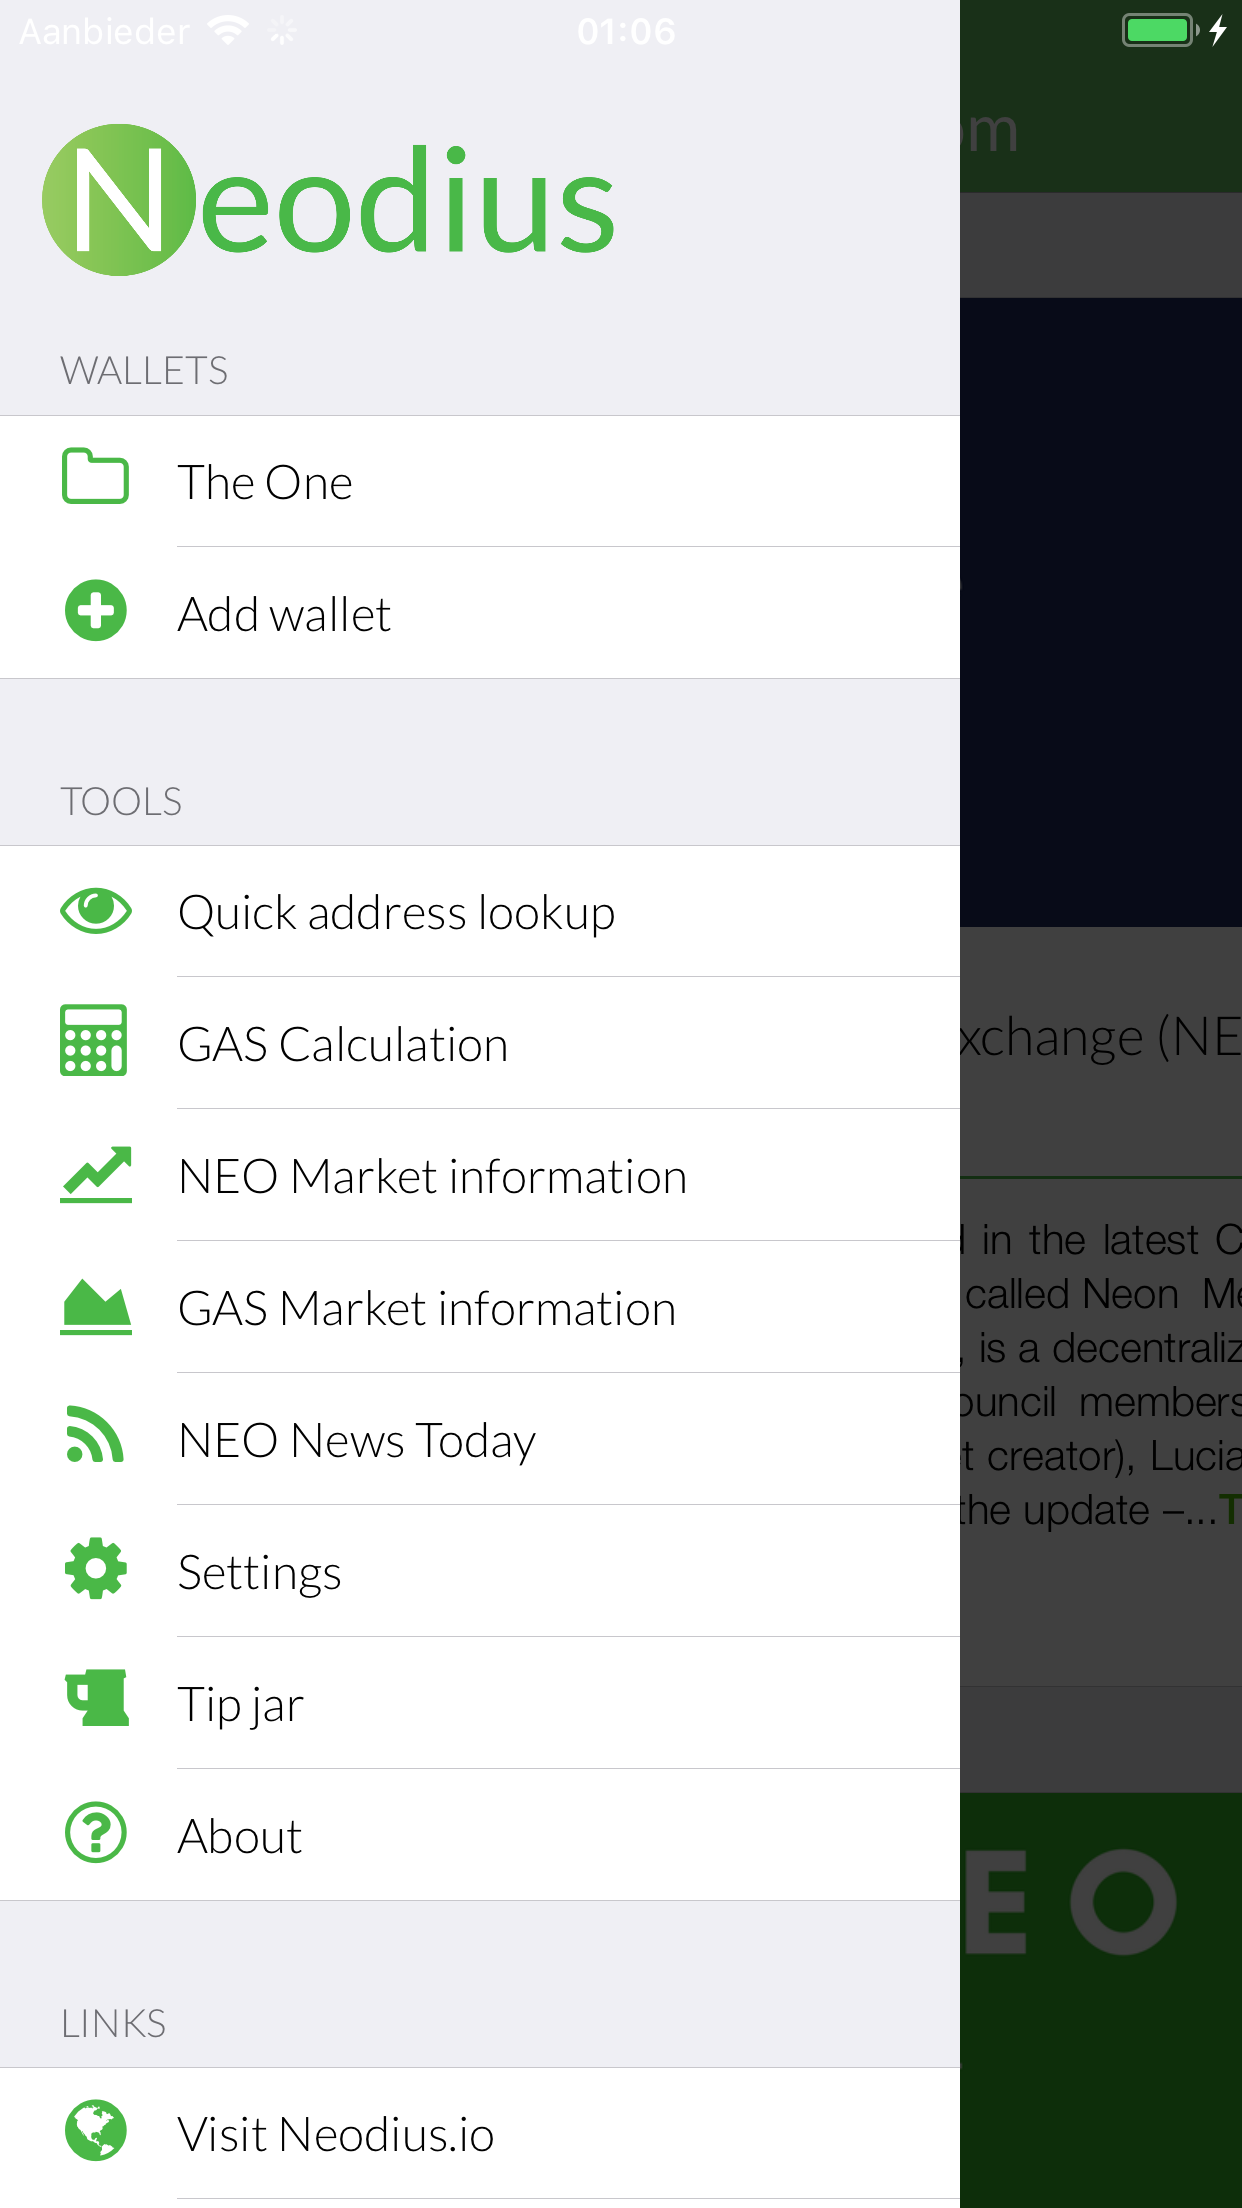 Aanbieder 01:06
om
Neodius
WALLETS
The One
Add wallet
TOOLS
Quick address lookup
GAS Calculation
xchange (NE
NEO Market information
in the latest C
called Neon Me
GAS Market information
, is a decentraliz
ouncil members
NEO News Today
t creator), Lucia
the update –...T
Settings
Tip jar
About
EO
LINKS
Visit Neodius.io